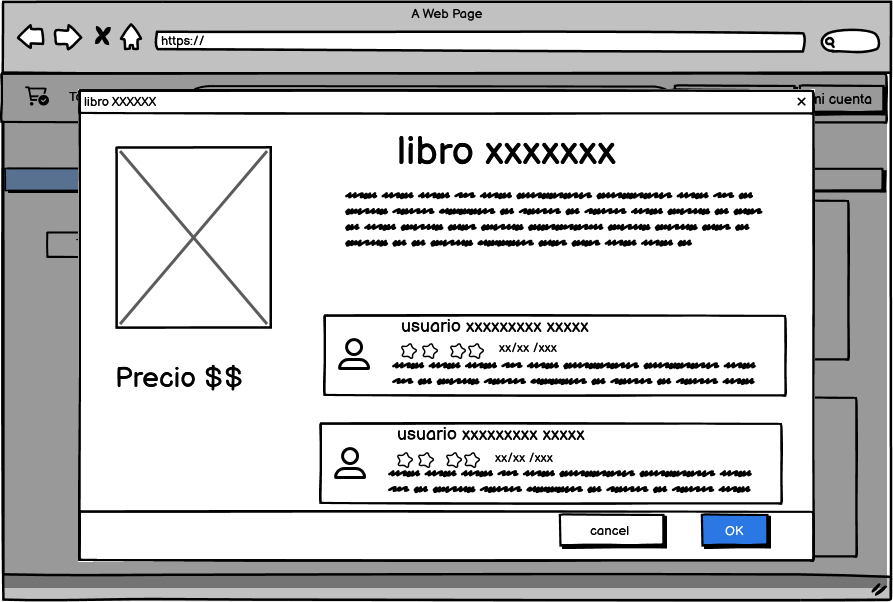 A Web Page
https://
mi cuenta
libro XXXXXX
libro xxxxxxx
usuario xxxxxxxxx xxxxx
xx/xx /xxx
Precio $$
usuario xxxxxxxxx xxxxx
xx/xx /xxx
cancel
OK